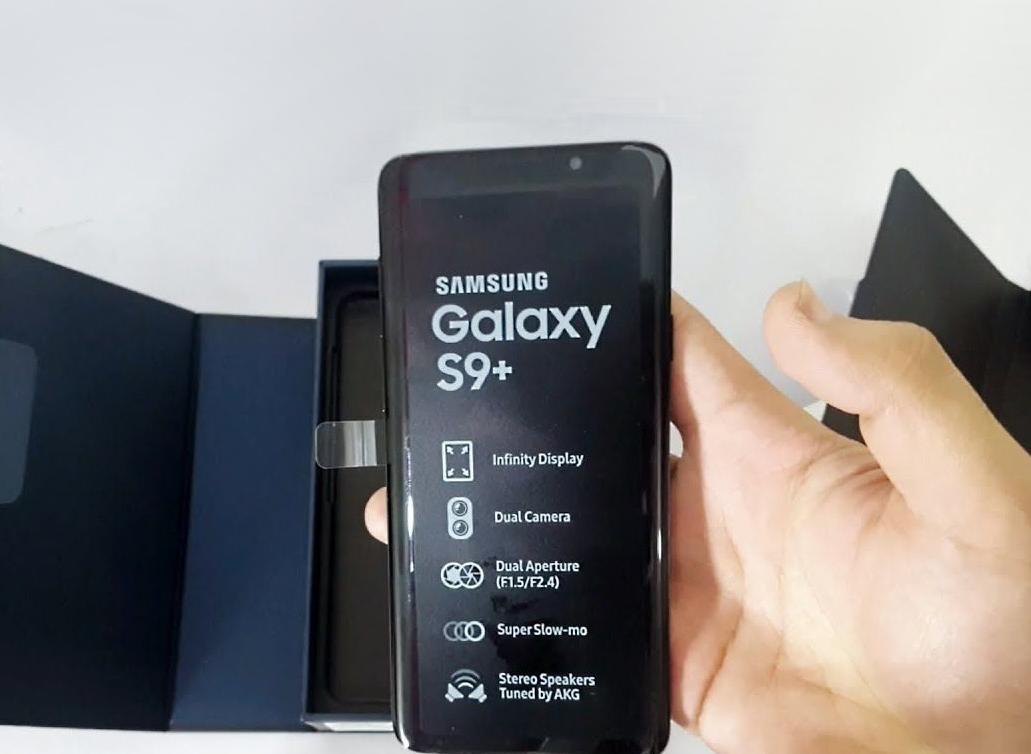 SAMSUNG
Galaxy
S9+
Infinity Display
Dual Camera
Dual Aperture
(F1.5/F2.4)
Super Slow-mo
Stereo Speakers
Tuned by AKG